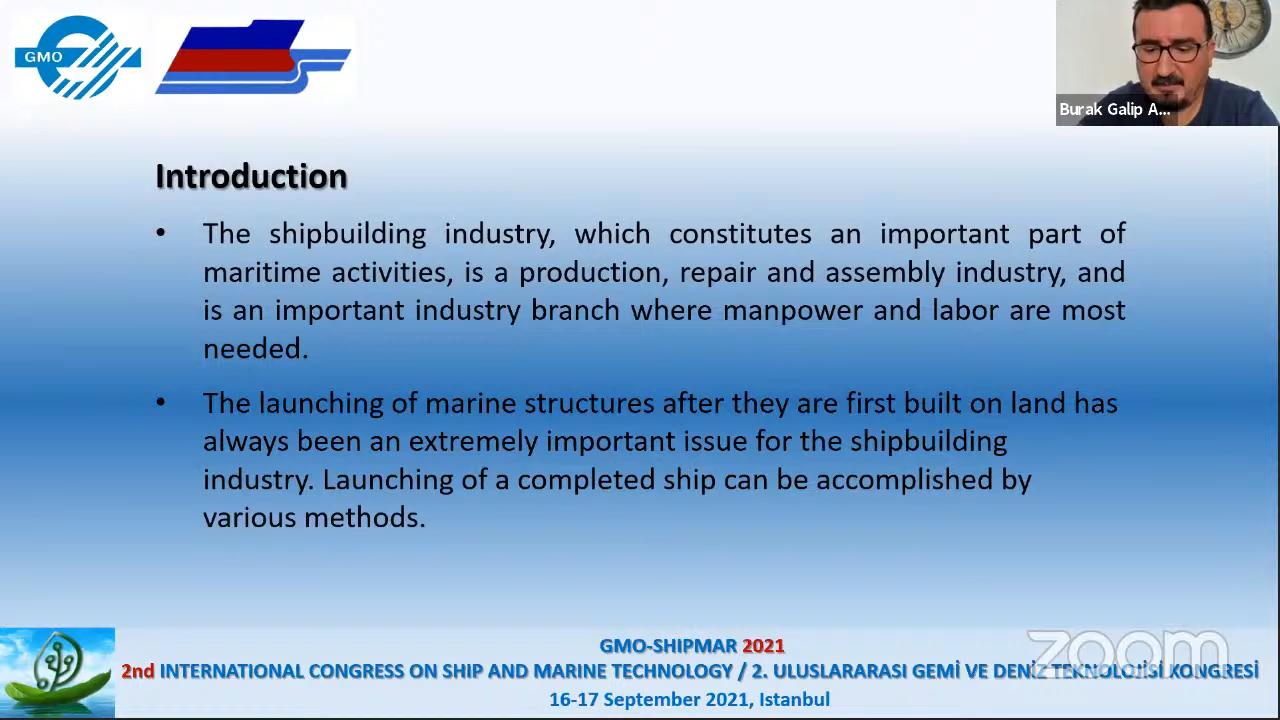 GMO
Burak Galip A...
Introduction
• The shipbuilding industry, which constitutes an important part of
maritime activities, is a production, repair and assembly industry, and
is an important industry branch where manpower and labor are most
needed.
• The launching of marine structures after they are first built on land has
always been an extremely important issue for the shipbuilding
industry. Launching of a completed ship can be accomplished by
various methods.
GMO-SHIPMAR 2021
zoom
2nd INTERNATIONAL CONGRESS ON SHIP AND MARINE TECHNOLOGY / 2. ULUSLARARASI GEMİ VE DENİZ TEKNOLOJİSİ KONGRESİ
16-17 September 2021, Istanbul